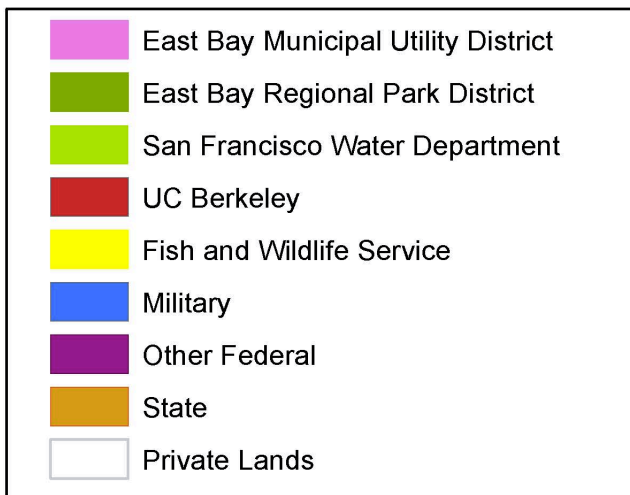 East Bay Municipal Utility District
East Bay Regional Park District
San Francisco Water Department
UC Berkeley
Fish and Wildlife Service
Military
Other Federal
State
Private Lands